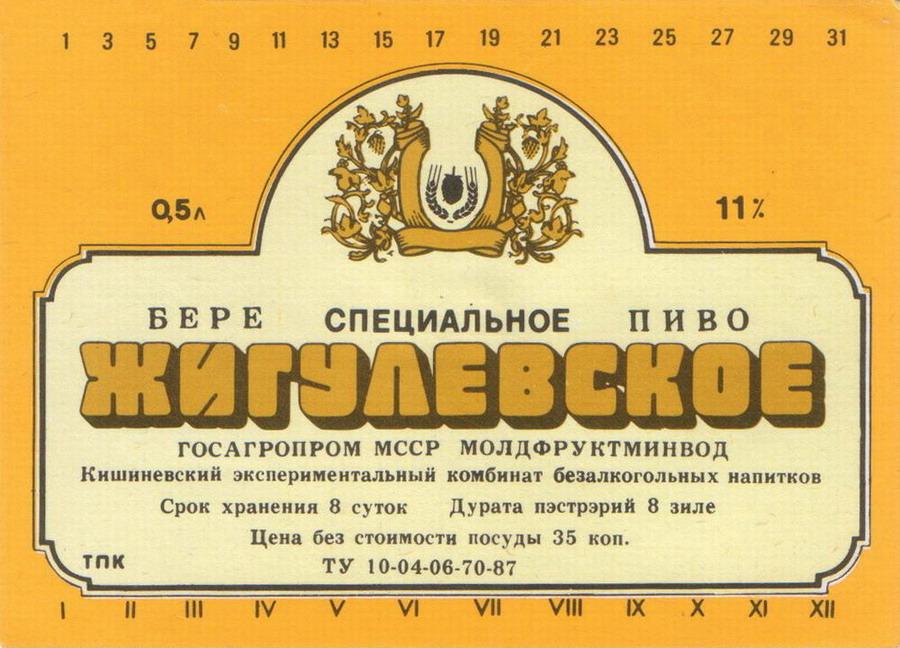 1 3 5 7 9 11 13 15 17 19 21 23 25 27 29 31
0,5л 11%
БЕРЕ СПЕЦИАЛЬНОЕ ПИВО
ЖИГУЛЕВСКОЕ
ГОСАГРОПРОМ МССР МОЛДФРУКТМИНВОД
Кишиневский экспериментальный комбинат безалкогольных напитков
Срок хранения 8 суток Дурата пэстрэрий 8 зиле
Цена без стоимости посуды 35 коп.
ТПК ТУ 10-04-06-70-87
I II III IV V VI VII VIII IX X XI XII